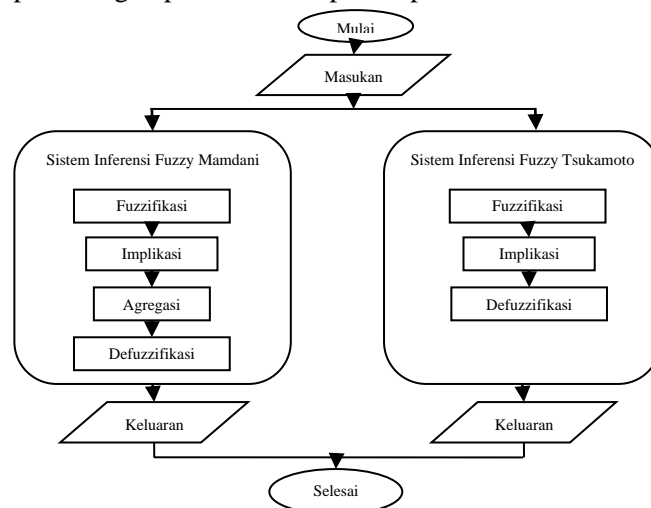 Mulai
Masukan
Sistem Inferensi Fuzzy Mamdani
Fuzzifikasi
Implikasi
Agregasi
Defuzzifikasi
Keluaran
Sistem Inferensi Fuzzy Tsukamoto
Fuzzifikasi
Implikasi
Defuzzifikasi
Keluaran
Selesai